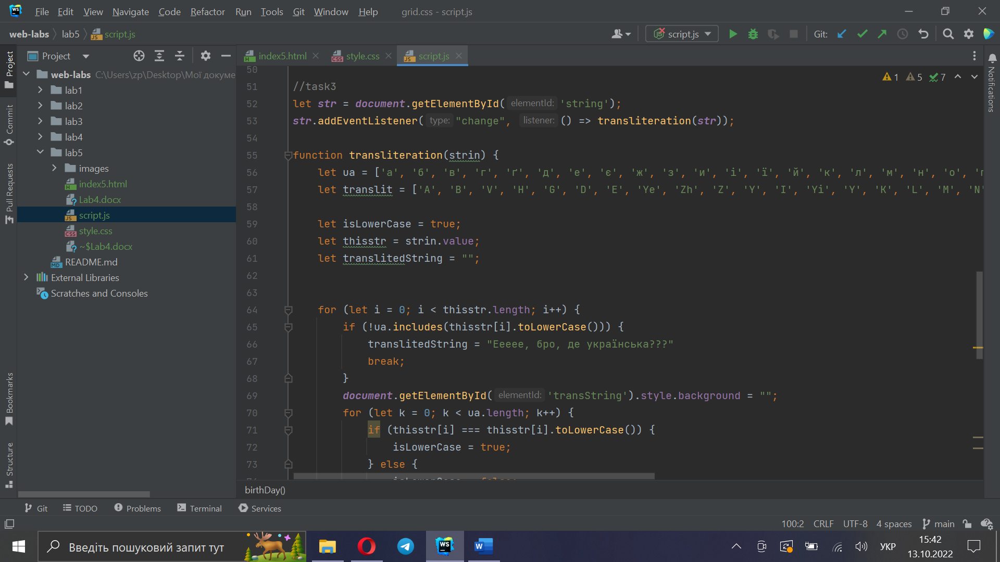 File Edit View Navigate Code Refactor Run Tools Git Window Help grid.css - script.js
web-labs lab5 script.js script.js Git:
Project index5.html style.css script.js
web-labs C:\Users\zp\Desktop\Мої докуме
lab1
lab2
lab3
lab4
lab5
images
index5.html
Lab4.docx
script.js
style.css
~$Lab4.docx
README.md
External Libraries
Scratches and Consoles
Project
Commit
Pull Requests
Bookmarks
Structure
Notifications
1 5 7
50
51 //task3
52 let str = document.getElementById( elementId: 'string');
53 str.addEventListener( type: "change", listener: () => transliteration(str));
54
55 function transliteration(strin) {
56 let ua = ['а', 'б', 'в', 'г', 'ґ', 'д', 'е', 'є', 'ж', 'з', 'и', 'і', 'ї', 'й', 'к', 'л', 'м', 'н', 'о',
57 let translit = ['A', 'B', 'V', 'H', 'G', 'D', 'E', 'Ye', 'Zh', 'Z', 'Y', 'I', 'Yi', 'Y', 'K', 'L', 'M', 'N'
58
59 let isLowerCase = true;
60 let thisstr = strin.value;
61 let translitedString = "";
62
63
64 for (let i = 0; i < thisstr.length; i++) {
65 if (!ua.includes(thisstr[i].toLowerCase())) {
66 translitedString = "Еееее, бро, де українська???"
67 break;
68 }
69 document.getElementById( elementId: 'transString').style.background = "";
70 for (let k = 0; k < ua.length; k++) {
71 if (thisstr[i] === thisstr[i].toLowerCase()) {
72 isLowerCase = true;
73 } else {
birthDay()
Git TODO Problems Terminal Services
100:2 CRLF UTF-8 4 spaces main
Введіть пошуковий запит тут
УКР
15:42
13.10.2022